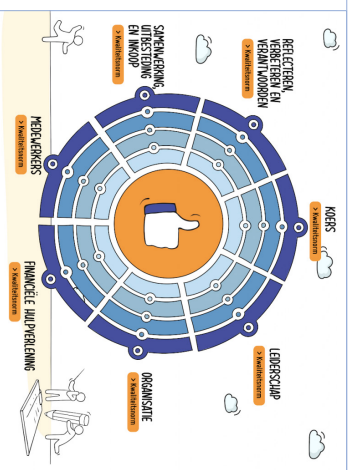 KOERS
> Kwaliteitsnorm
LEIDERSCHAP
> Kwaliteitsnorm
ORGANISATIE
> Kwaliteitsnorm
FINANCIËLE HULPVERLENING
> Kwaliteitsnorm
MEDEWERKERS
> Kwaliteitsnorm
SAMENWERKING,
UITBESTEDING
EN INKOOP
> Kwaliteitsnorm
REFLECTEREN,
VERBETEREN EN
VERANTWOORDEN
> Kwaliteitsnorm